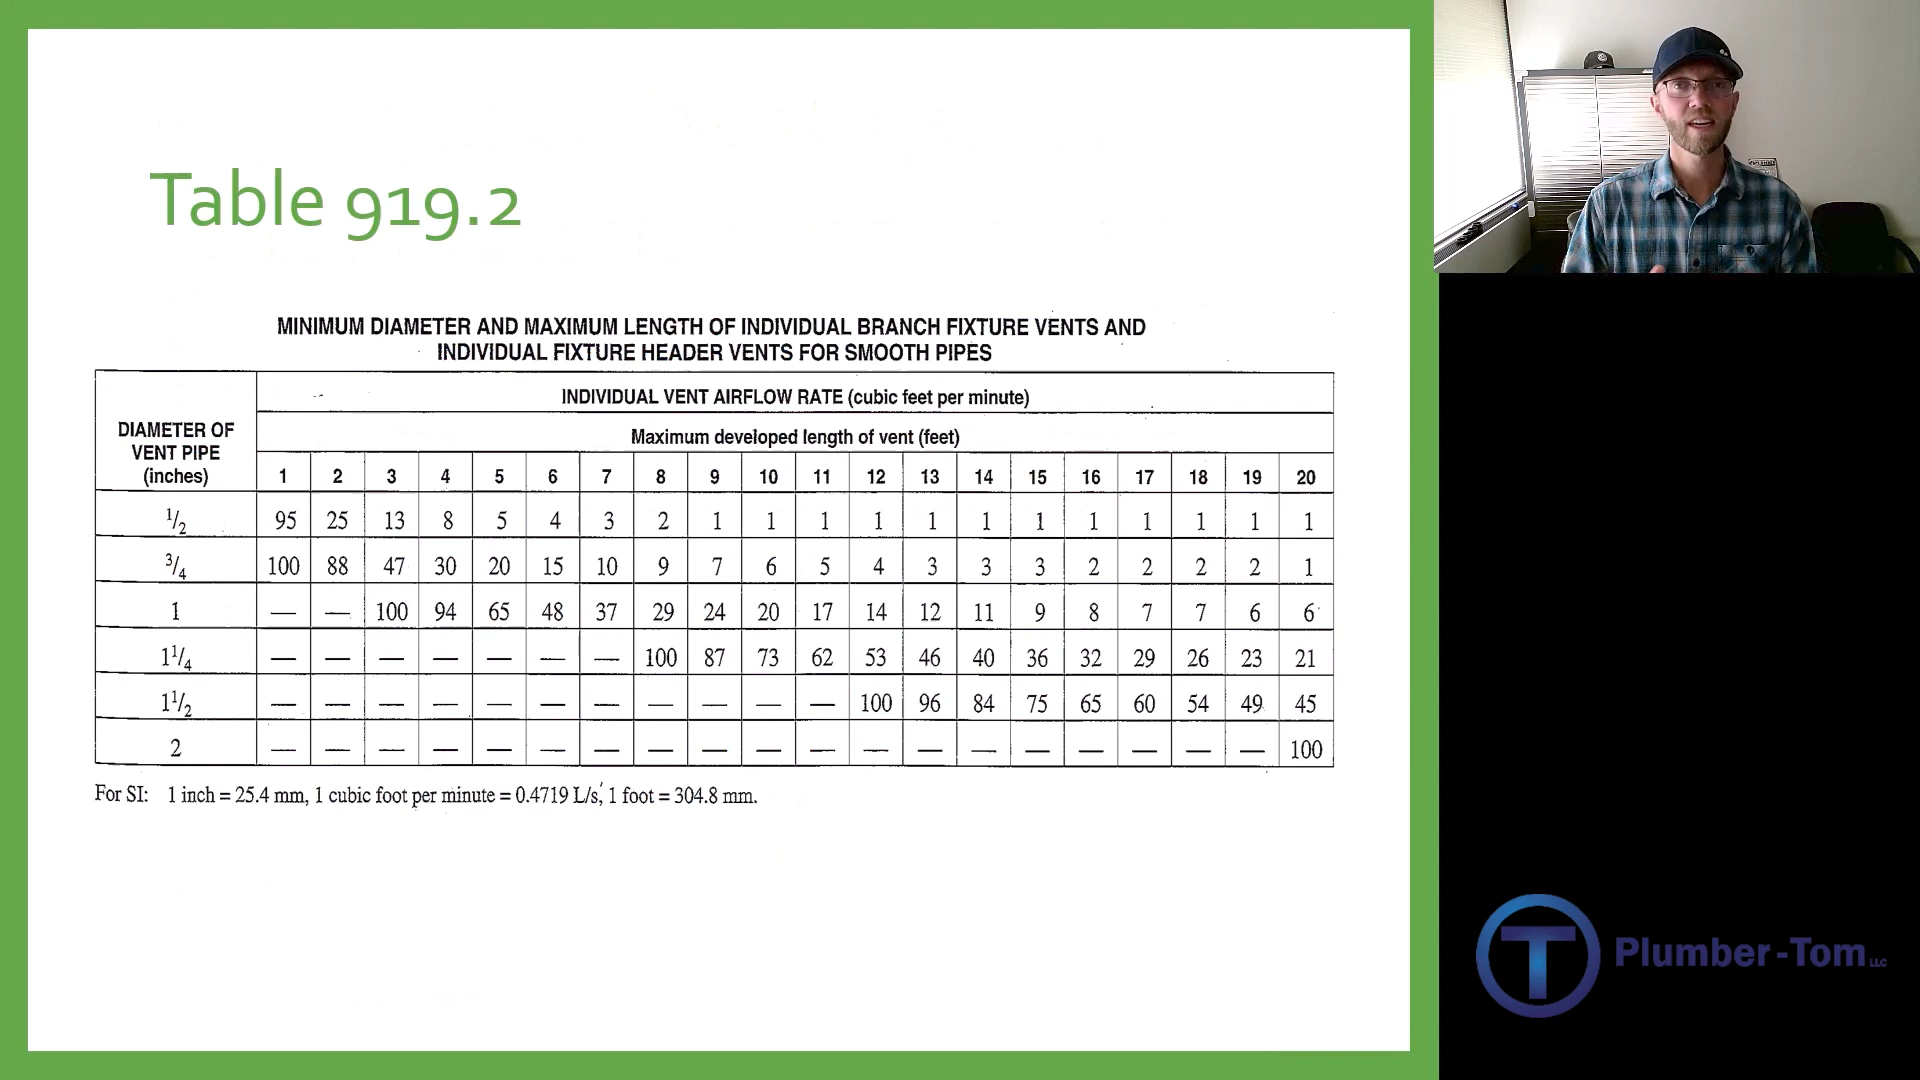 Table 919.2
MINIMUM DIAMETER AND MAXIMUM LENGTH OF INDIVIDUAL BRANCH FIXTURE VENTS AND
INDIVIDUAL FIXTURE HEADER VENTS FOR SMOOTH PIPES
DIAMETER OF
VENT PIPE
(inches)
INDIVIDUAL VENT AIRFLOW RATE (cubic feet per minute)
Maximum developed length of vent (feet)
1 2 3 4 5 6 7 8 9 10 11 12 13 14 15 16 17 18 19 20
1/2 95 25 13 8 5 4 3 2 1 1 1 1 1 1 1 1 1 1 1 1
3/4 100 88 47 30 20 15 10 9 7 6 5 4 3 3 3 2 2 2 2 1
1 — — 100 94 65 48 37 29 24 20 17 14 12 11 9 8 7 7 6 6
1 1/4 — — — — — — — 100 87 73 62 53 46 40 36 32 29 26 23 21
1 1/2 — — — — — — — — — — — 100 96 84 75 65 60 54 49 45
2 — — — — — — — — — — — — — — — — — — — 100
For SI: 1 inch = 25.4 mm, 1 cubic foot per minute = 0.4719 L/s, 1 foot = 304.8 mm.
T Plumber-Tom LLC